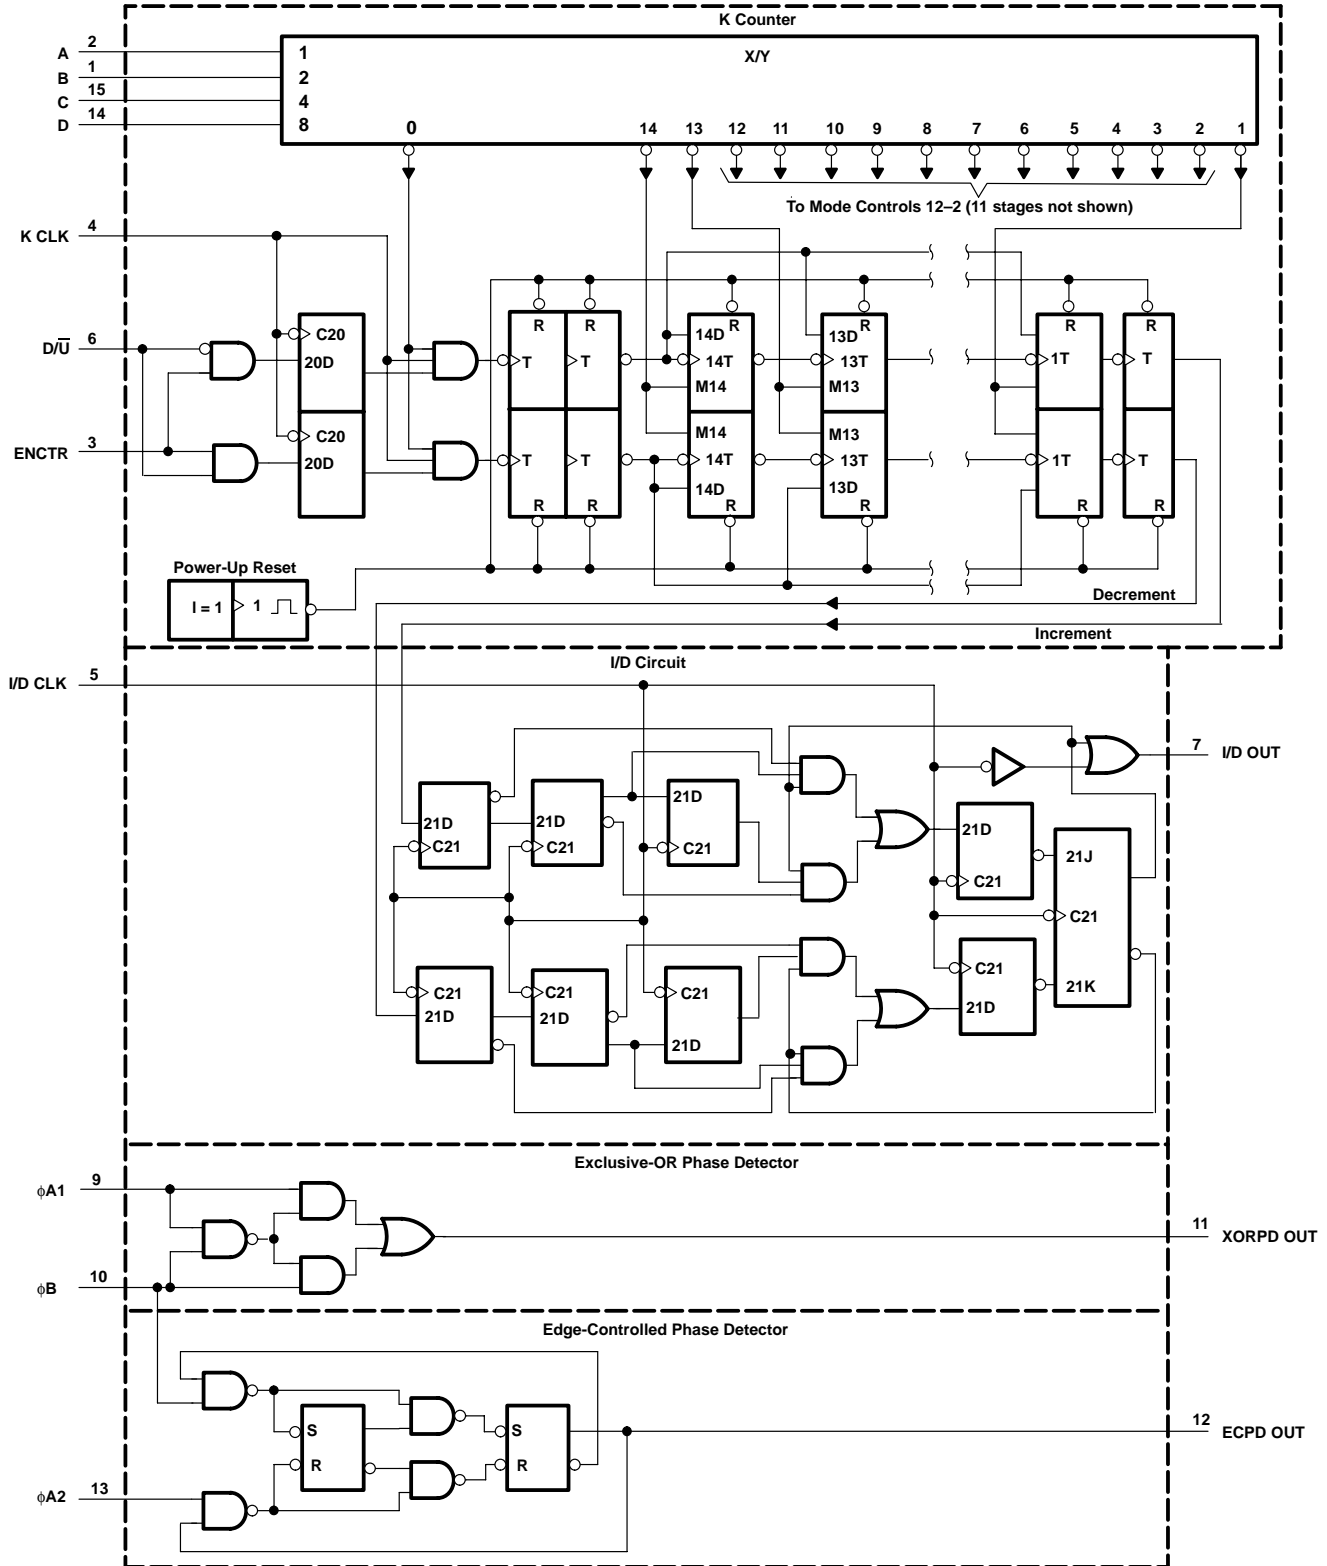 K Counter
A 2
B 1
C 15
D 14
1
2
4
8
X/Y
0 14 13 12 11 10 9 8 7 6 5 4 3 2 1
To Mode Controls 12–2 (11 stages not shown)
K CLK 4
D/U̅ 6
ENCTR 3
C20
20D
C20
20D
R R R R R R
T T 14D 13D
14T 13T 1T T
M14 M13
M14 M13
T T 14T 13T 1T T
14D 13D
R R R R R R
Power-Up Reset
I = 1 1
Decrement
Increment
I/D Circuit
I/D CLK 5
7 I/D OUT
21D
C21
21D
C21
21D
C21
21D
C21
21J
C21
21K
C21
21D
C21
21D
C21
21D
C21
21D
Exclusive-OR Phase Detector
ϕA1 9
ϕB 10
11 XORPD OUT
Edge-Controlled Phase Detector
S
R
S
R
12 ECPD OUT
ϕA2 13